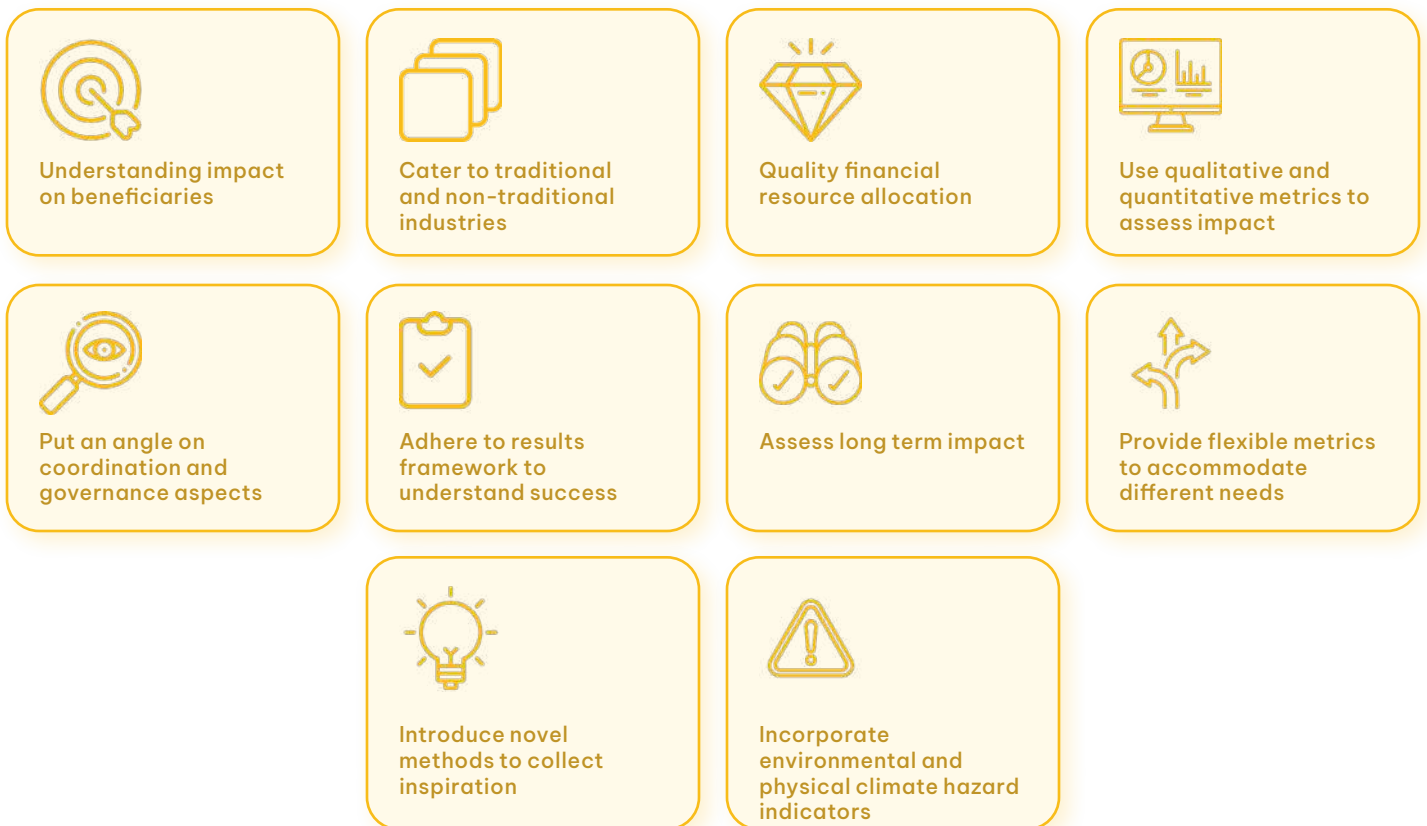 Understanding impact
on beneficiaries
Cater to traditional
and non-traditional
industries
Quality financial
resource allocation
Use qualitative and
quantitative metrics to
assess impact
Put an angle on
coordination and
governance aspects
Adhere to results
framework to
understand success
Assess long term impact
Provide flexible metrics
to accommodate
different needs
Introduce novel
methods to collect
inspiration
Incorporate
environmental and
physical climate hazard
indicators